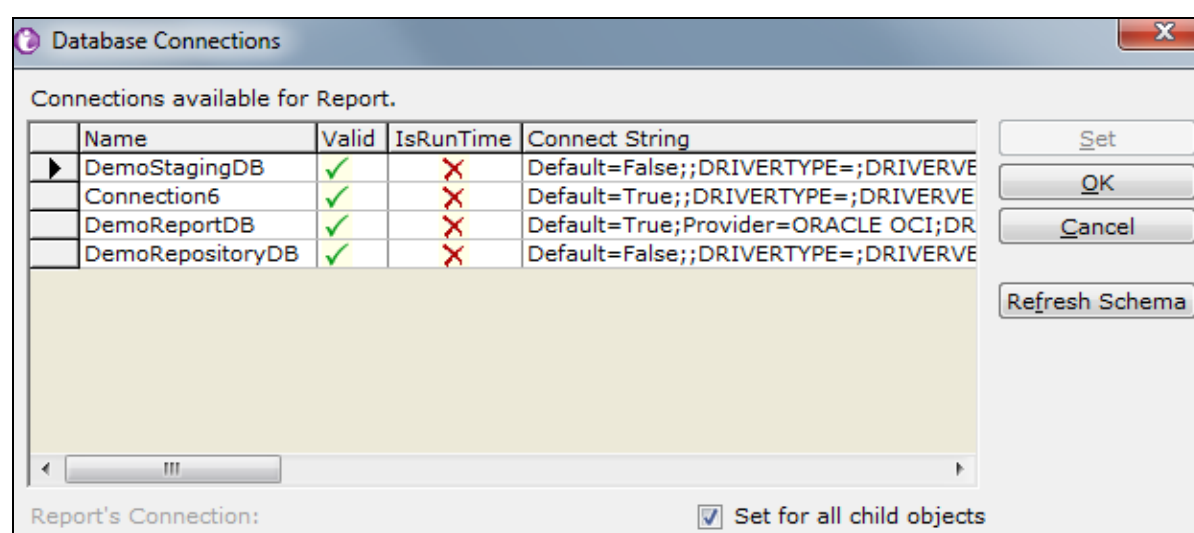 Database Connections
Connections available for Report.
Name Valid IsRunTime Connect String
DemoStagingDB Default=False;;DRIVERTYPE=;DRIVERVE
Connection6 Default=True;;DRIVERTYPE=;DRIVERVE
DemoReportDB Default=True;Provider=ORACLE OCI;DR
DemoRepositoryDB Default=False;;DRIVERTYPE=;DRIVERVE
Set
OK
Cancel
Refresh Schema
Report's Connection:
Set for all child objects